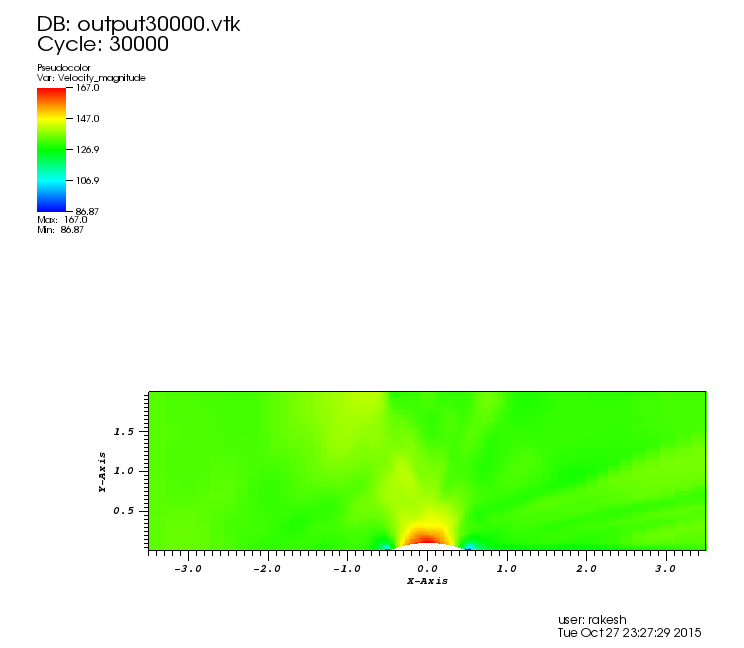 DB: output30000.vtk
Cycle: 30000
Pseudocolor
Var: Velocity_magnitude
167.0
147.0
126.9
106.9
86.87
Max: 167.0
Min: 86.87
1.5
1.0
0.5
Y-Axis
-3.0 -2.0 -1.0 0.0 1.0 2.0 3.0
X-Axis
user: rakesh
Tue Oct 27 23:27:29 2015